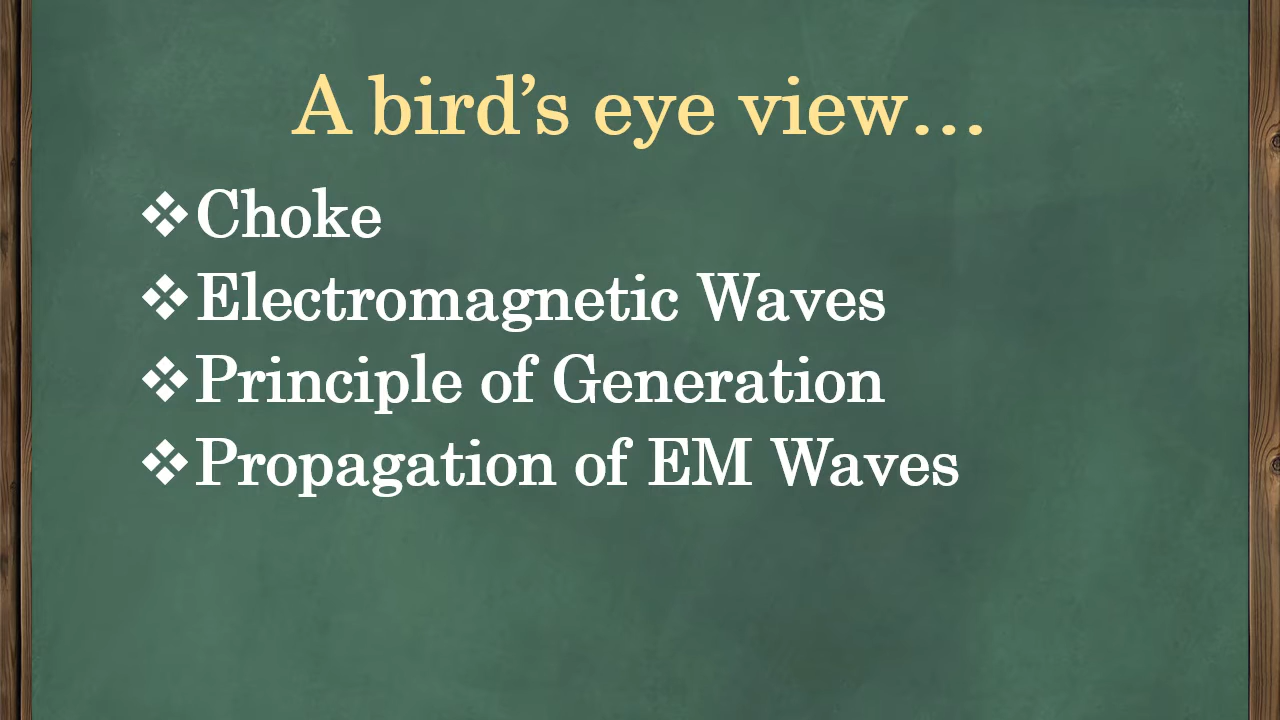 A bird’s eye view…
❖Choke
❖Electromagnetic Waves
❖Principle of Generation
❖Propagation of EM Waves